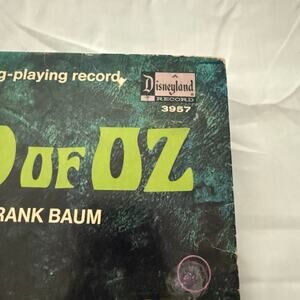 g-playing record,
Disneyland
RECORD
3957
D OF OZ
RANK BAUM